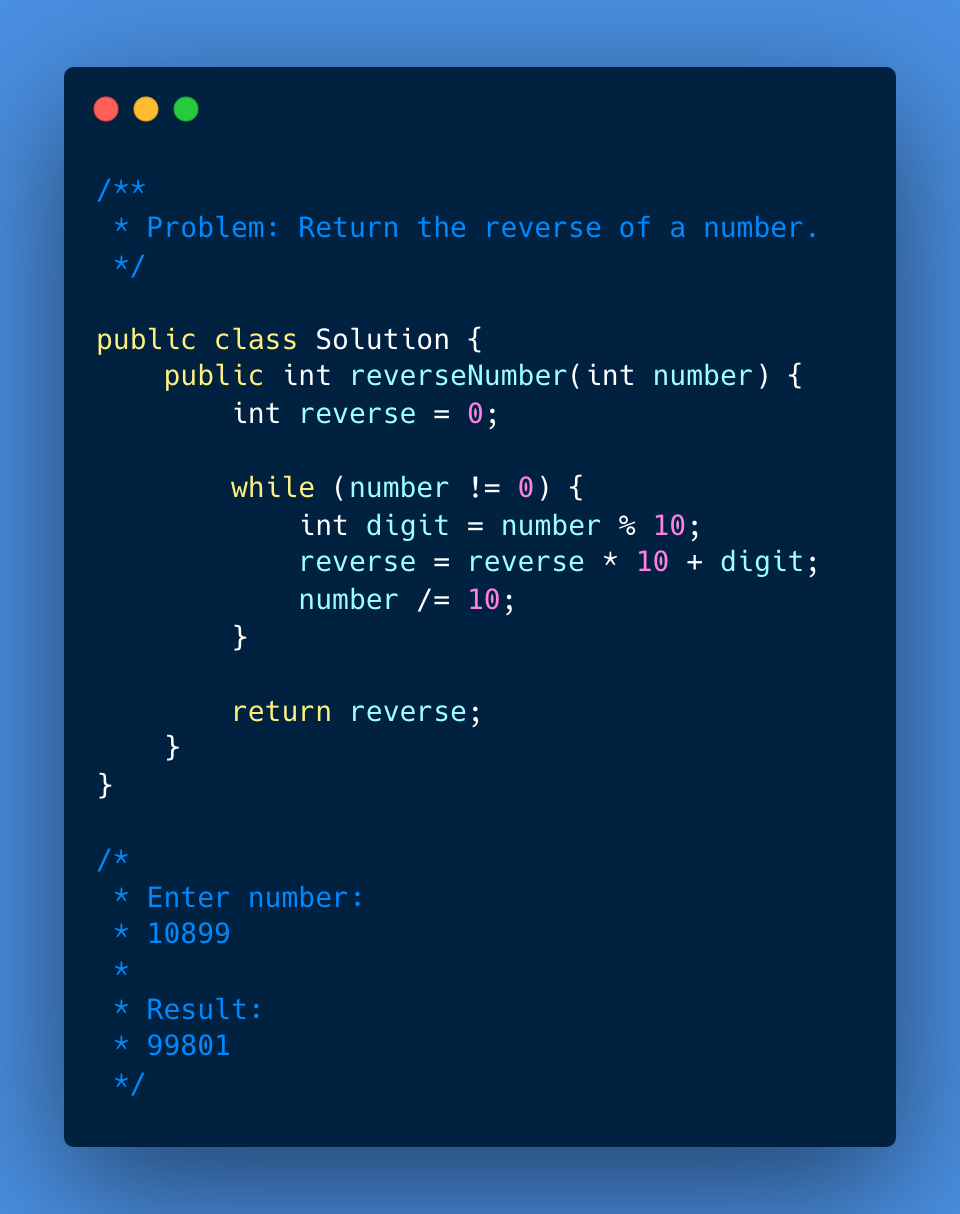 /**
 * Problem: Return the reverse of a number.
 */
public class Solution {
    public int reverseNumber(int number) {
        int reverse = 0;
        while (number != 0) {
            int digit = number % 10;
            reverse = reverse * 10 + digit;
            number /= 10;
        }
        return reverse;
    }
}
/*
 * Enter number:
 * 10899
 *
 * Result:
 * 99801
 */